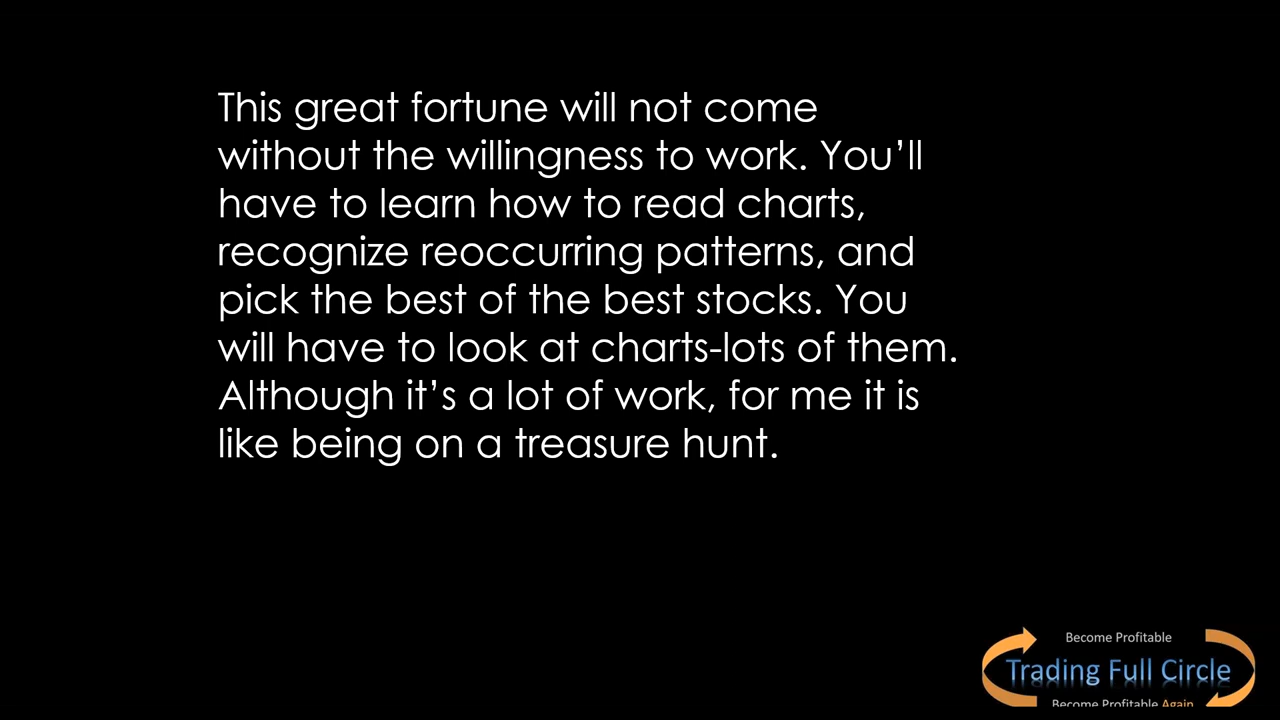 This great fortune will not come
without the willingness to work. You’ll
have to learn how to read charts,
recognize reoccurring patterns, and
pick the best of the best stocks. You
will have to look at charts-lots of them.
Although it’s a lot of work, for me it is
like being on a treasure hunt.
Become Profitable
Trading Full Circle
Become Profitable Again